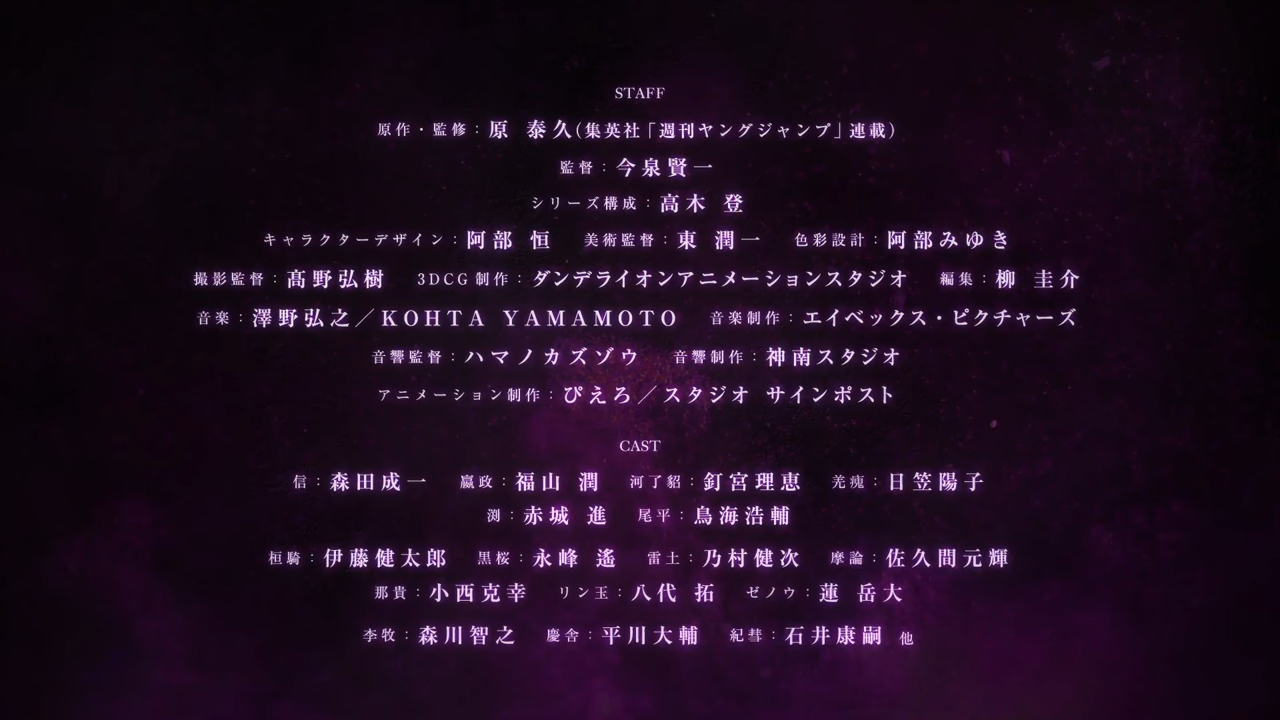 STAFF
原作・監修：原 泰久（集英社「週刊ヤングジャンプ」連載）
監督：今泉賢一
シリーズ構成：高木 登
キャラクターデザイン：阿部 恒 美術監督：東 潤一 色彩設計：阿部みゆき
撮影監督：髙野弘樹 3DCG制作：ダンデライオンアニメーションスタジオ 編集：柳 圭介
音楽：澤野弘之／KOHTA YAMAMOTO 音楽制作：エイベックス・ピクチャーズ
音響監督：ハマノカズゾウ 音響制作：神南スタジオ
アニメーション制作：ぴえろ／スタジオ サインポスト
CAST
信：森田成一 嬴政：福山 潤 河了貂：釘宮理恵 羌瘣：日笠陽子
渕：赤城 進 尾平：鳥海浩輔
桓騎：伊藤健太郎 黒桜：永峰 遙 雷土：乃村健次 摩論：佐久間元輝
那貴：小西克幸 リン玉：八代 拓 ゼノウ：蓮 岳大
李牧：森川智之 慶舎：平川大輔 紀彗：石井康嗣 他